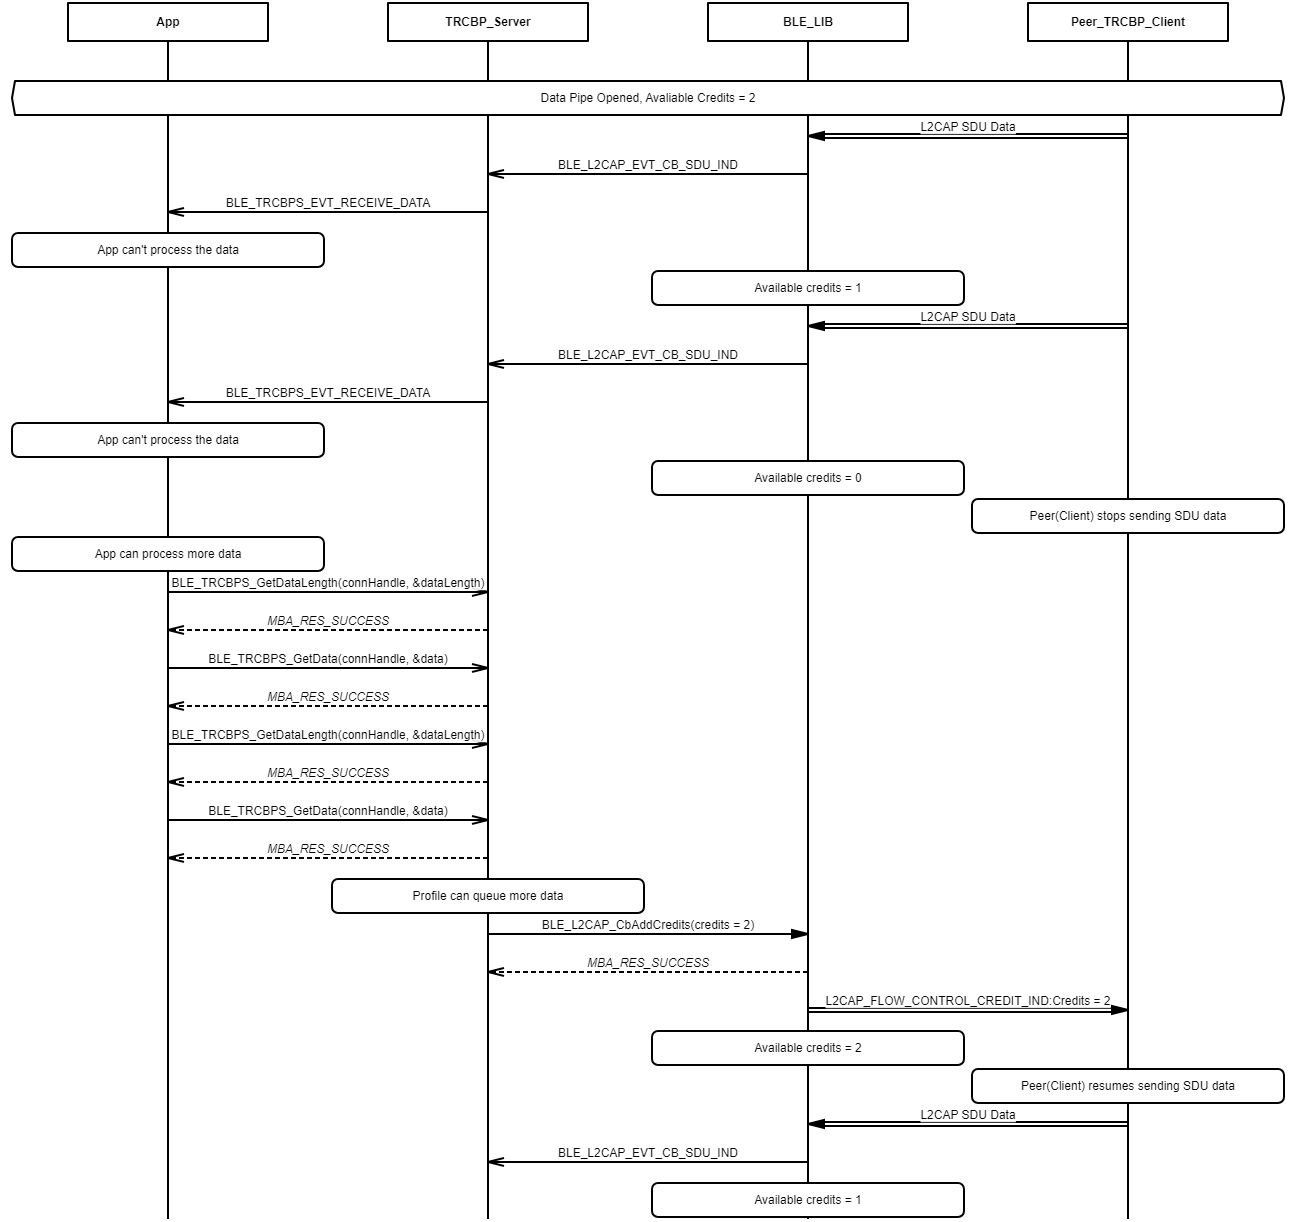 App
TRCBP_Server
BLE_LIB
Peer_TRCBP_Client
Data Pipe Opened, Avaliable Credits = 2
L2CAP SDU Data
BLE_L2CAP_EVT_CB_SDU_IND
BLE_TRCBPS_EVT_RECEIVE_DATA
App can't process the data
Available credits = 1
L2CAP SDU Data
BLE_L2CAP_EVT_CB_SDU_IND
BLE_TRCBPS_EVT_RECEIVE_DATA
App can't process the data
Available credits = 0
Peer(Client) stops sending SDU data
App can process more data
BLE_TRCBPS_GetDataLength(connHandle, &dataLength)
MBA_RES_SUCCESS
BLE_TRCBPS_GetData(connHandle, &data)
MBA_RES_SUCCESS
BLE_TRCBPS_GetDataLength(connHandle, &dataLength)
MBA_RES_SUCCESS
BLE_TRCBPS_GetData(connHandle, &data)
MBA_RES_SUCCESS
Profile can queue more data
BLE_L2CAP_CbAddCredits(credits = 2)
MBA_RES_SUCCESS
L2CAP_FLOW_CONTROL_CREDIT_IND:Credits = 2
Available credits = 2
Peer(Client) resumes sending SDU data
L2CAP SDU Data
BLE_L2CAP_EVT_CB_SDU_IND
Available credits = 1